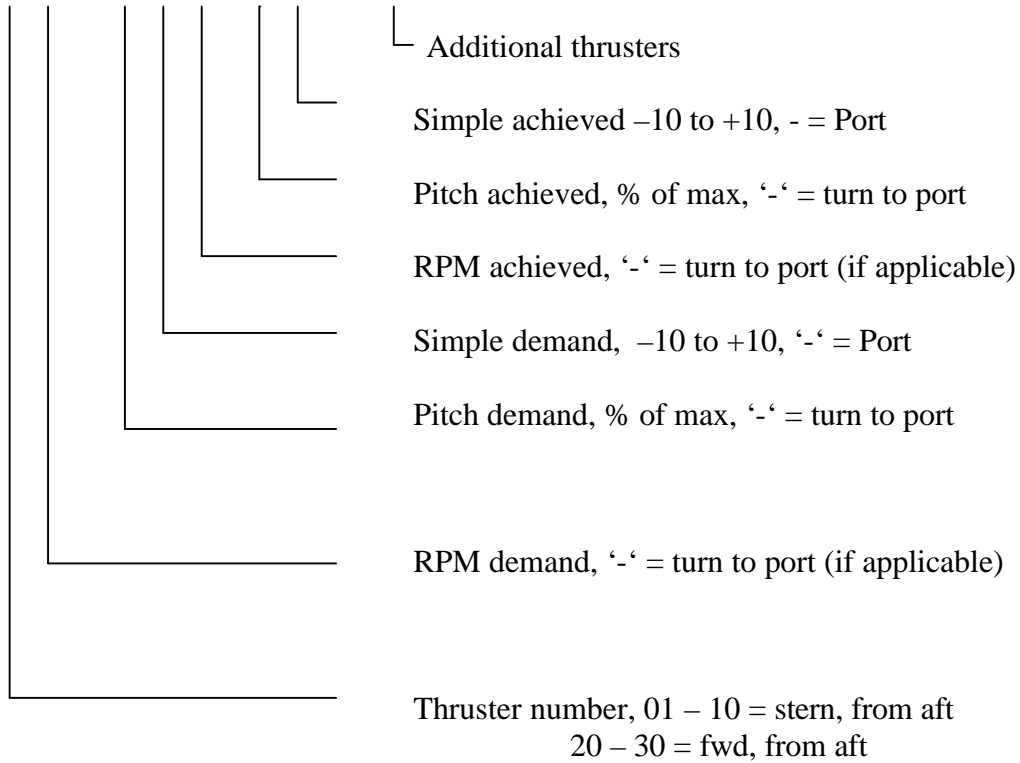 Additional thrusters
Simple achieved –10 to +10, - = Port
Pitch achieved, % of max, ‘-‘ = turn to port
RPM achieved, ‘-‘ = turn to port (if applicable)
Simple demand, –10 to +10, ‘-‘ = Port
Pitch demand, % of max, ‘-‘ = turn to port
RPM demand, ‘-‘ = turn to port (if applicable)
Thruster number, 01 – 10 = stern, from aft
20 – 30 = fwd, from aft